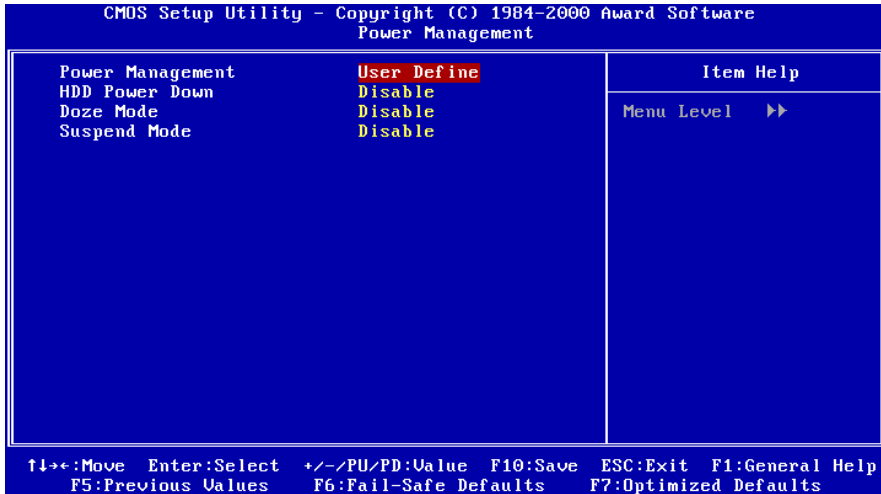 CMOS Setup Utility – Copyright (C) 1984-2000 Award Software
Power Management
Power Management User Define
HDD Power Down Disable
Doze Mode Disable
Suspend Mode Disable
Item Help
Menu Level ▶▶
↑↓→←:Move Enter:Select +/-/PU/PD:Value F10:Save ESC:Exit F1:General Help
F5:Previous Values F6:Fail-Safe Defaults F7:Optimized Defaults